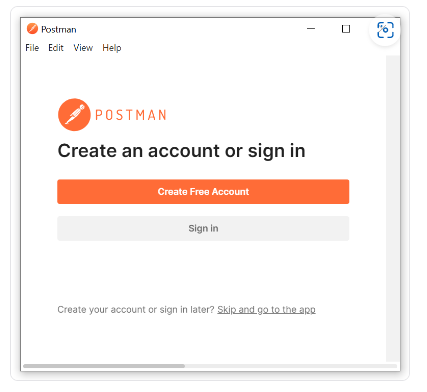 Postman
File Edit View Help
POSTMAN
Create an account or sign in
Create Free Account
Sign in
Create your account or sign in later? Skip and go to the app